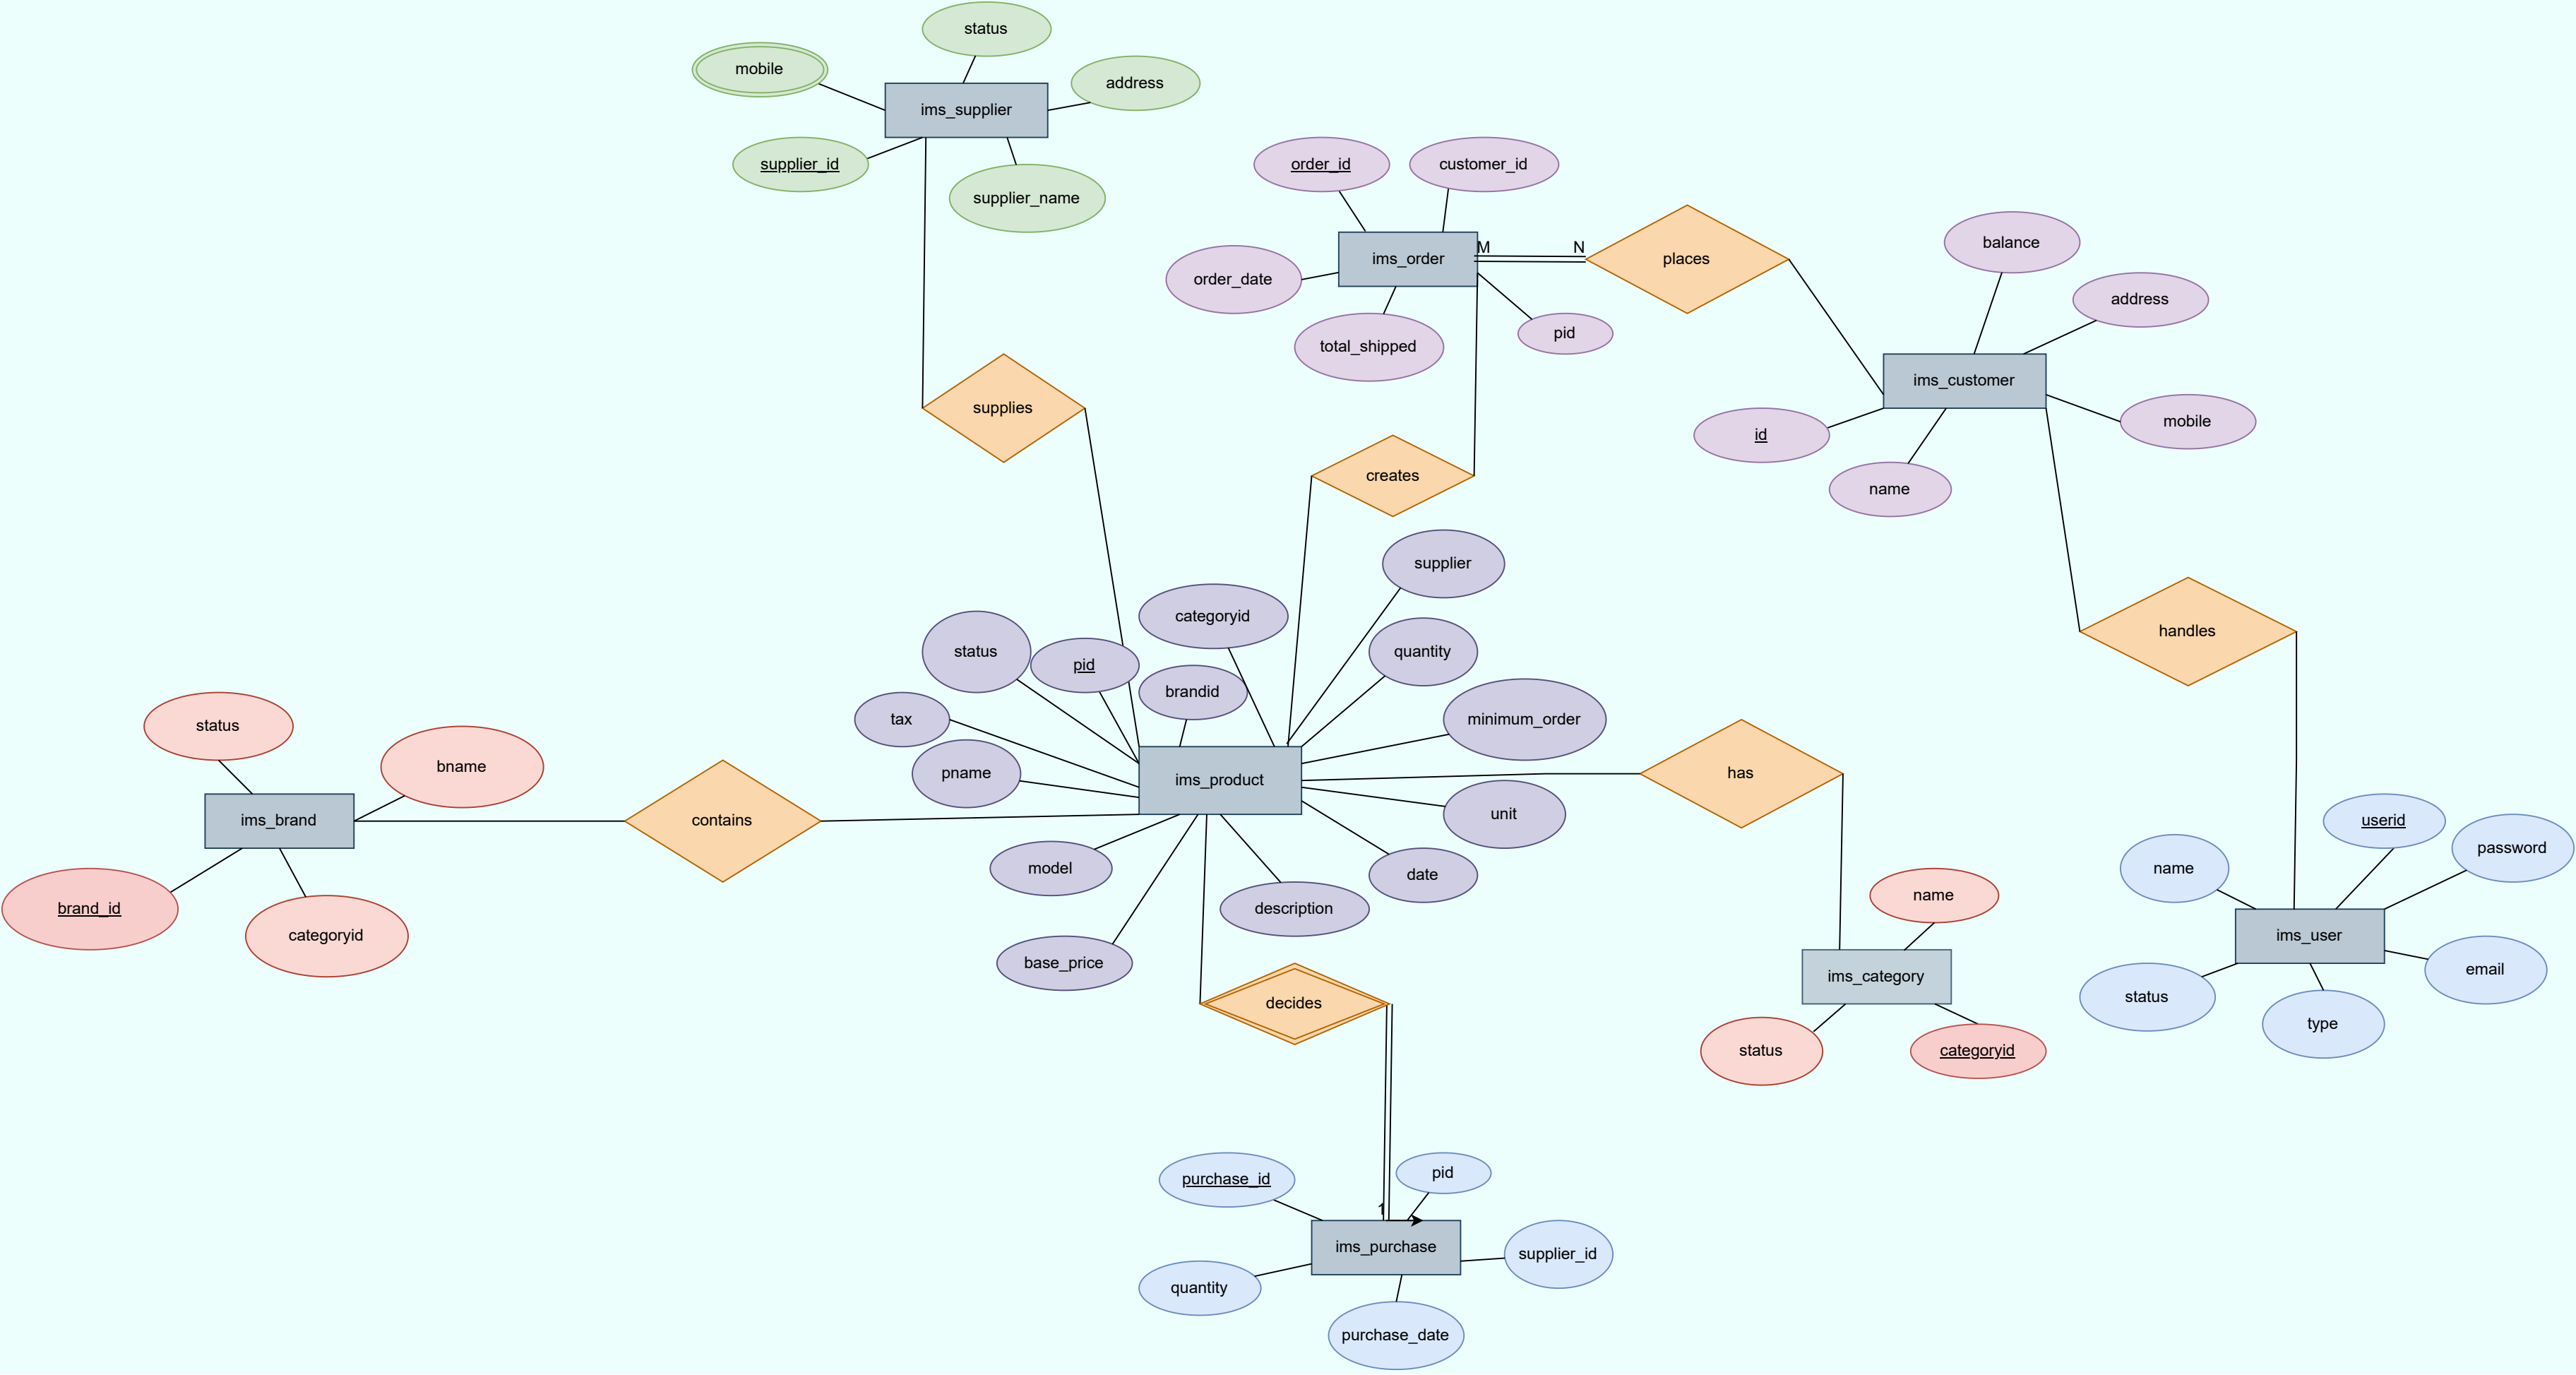 status
mobile
address
ims_supplier
supplier_id
supplier_name
order_id
customer_id
ims_order
M
N
places
order_date
total_shipped
pid
balance
address
ims_customer
mobile
id
name
supplies
creates
handles
supplier
categoryid
quantity
status
pid
brandid
tax
minimum_order
pname
ims_product
unit
has
model
date
description
base_price
status
bname
ims_brand
contains
brand_id
categoryid
decides
name
ims_category
status
categoryid
userid
name
password
ims_user
email
status
type
purchase_id
pid
1
ims_purchase
supplier_id
quantity
purchase_date